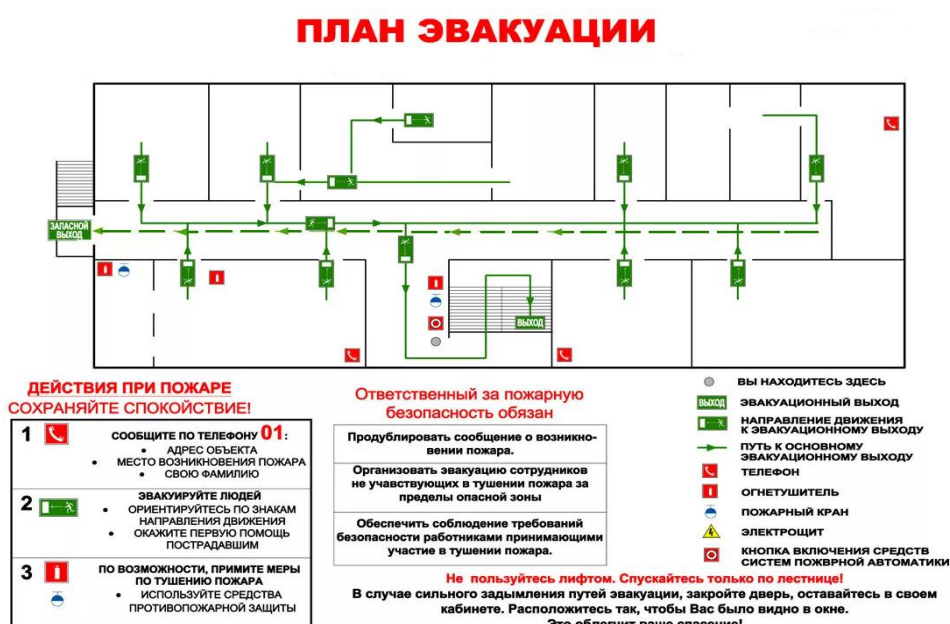 ПЛАН ЭВАКУАЦИИ
ЗАПАСНОЙ
ВЫХОД
ВЫХОД
ДЕЙСТВИЯ ПРИ ПОЖАРЕ
СОХРАНЯЙТЕ СПОКОЙСТВИЕ!
1 СООБЩИТЕ ПО ТЕЛЕФОНУ 01:
• АДРЕС ОБЪЕКТА
• МЕСТО ВОЗНИКНОВЕНИЯ ПОЖАРА
• СВОЮ ФАМИЛИЮ
2 ЭВАКУИРУЙТЕ ЛЮДЕЙ
• ОРИЕНТИРУЙТЕСЬ ПО ЗНАКАМ
НАПРАВЛЕНИЯ ДВИЖЕНИЯ
• ОКАЖИТЕ ПЕРВУЮ ПОМОЩЬ
ПОСТРАДАВШИМ
3 ПО ВОЗМОЖНОСТИ, ПРИМИТЕ МЕРЫ
ПО ТУШЕНИЮ ПОЖАРА
• ИСПОЛЬЗУЙТЕ СРЕДСТВА
ПРОТИВОПОЖАРНОЙ ЗАЩИТЫ
Ответственный за пожарную
безопасность обязан
Продублировать сообщение о возникно-
вении пожара.
Организовать эвакуацию сотрудников
не учавствующих в тушении пожара за
пределы опасной зоны
Обеспечить соблюдение требований
безопасности работниками принимающими
участие в тушении пожара.
ВЫ НАХОДИТЕСЬ ЗДЕСЬ
ВЫХОД ЭВАКУАЦИОННЫЙ ВЫХОД
НАПРАВЛЕНИЕ ДВИЖЕНИЯ
К ЭВАКУАЦИОННОМУ ВЫХОДУ
ПУТЬ К ОСНОВНОМУ
ЭВАКУАЦИОННОМУ ВЫХОДУ
ТЕЛЕФОН
ОГНЕТУШИТЕЛЬ
ПОЖАРНЫЙ КРАН
ЭЛЕКТРОЩИТ
КНОПКА ВКЛЮЧЕНИЯ СРЕДСТВ
СИСТЕМ ПОЖВРНОЙ АВТОМАТИКИ
Не пользуйтесь лифтом. Спускайтесь только по лестнице!
В случае сильного задымления путей эвакуации, закройте дверь, оставайтесь в своем
кабинете. Расположитесь так, чтобы Вас было видно в окне.
Это облегчит ваше спасение!